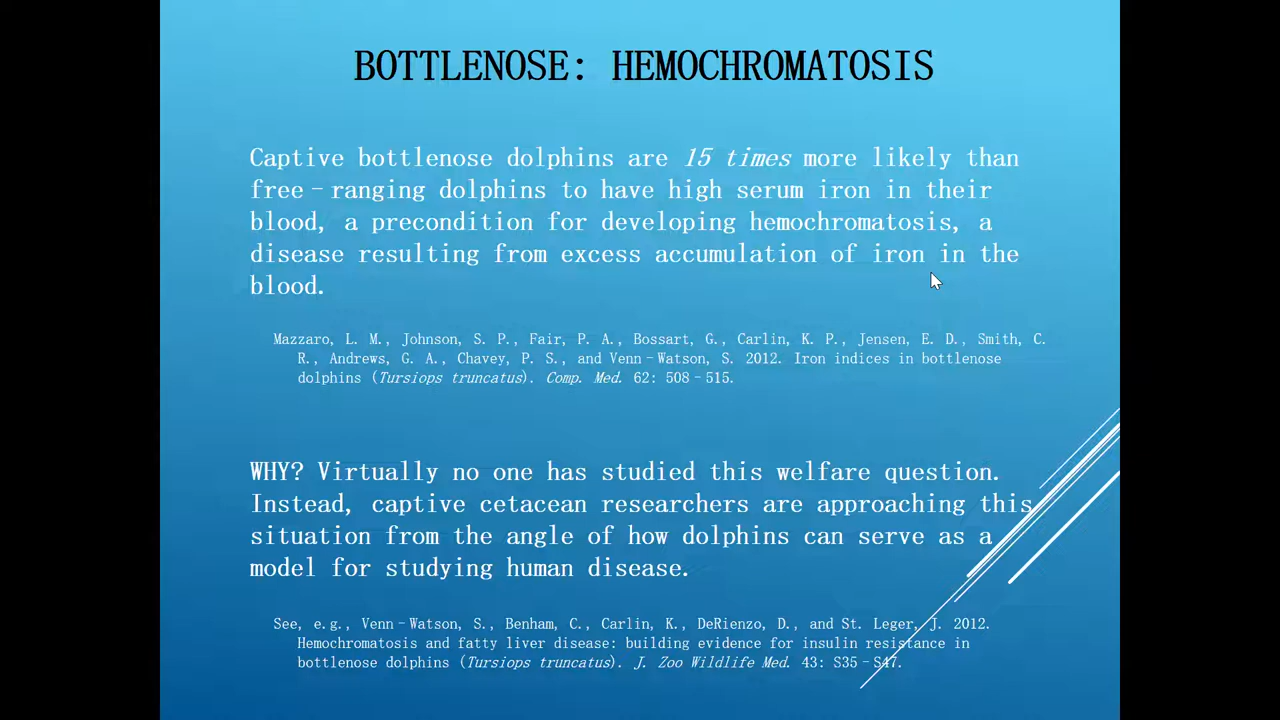 BOTTLENOSE: HEMOCHROMATOSIS
Captive bottlenose dolphins are 15 times more likely than
free-ranging dolphins to have high serum iron in their
blood, a precondition for developing hemochromatosis, a
disease resulting from excess accumulation of iron in the
blood.
Mazzaro, L. M., Johnson, S. P., Fair, P. A., Bossart, G., Carlin, K. P., Jensen, E. D., Smith, C.
R., Andrews, G. A., Chavey, P. S., and Venn-Watson, S. 2012. Iron indices in bottlenose
dolphins (Tursiops truncatus). Comp. Med. 62: 508-515.
WHY? Virtually no one has studied this welfare question.
Instead, captive cetacean researchers are approaching this
situation from the angle of how dolphins can serve as a
model for studying human disease.
See, e.g., Venn-Watson, S., Benham, C., Carlin, K., DeRienzo, D., and St. Leger, J. 2012.
Hemochromatosis and fatty liver disease: building evidence for insulin resistance in
bottlenose dolphins (Tursiops truncatus). J. Zoo Wildlife Med. 43: S35-S47.